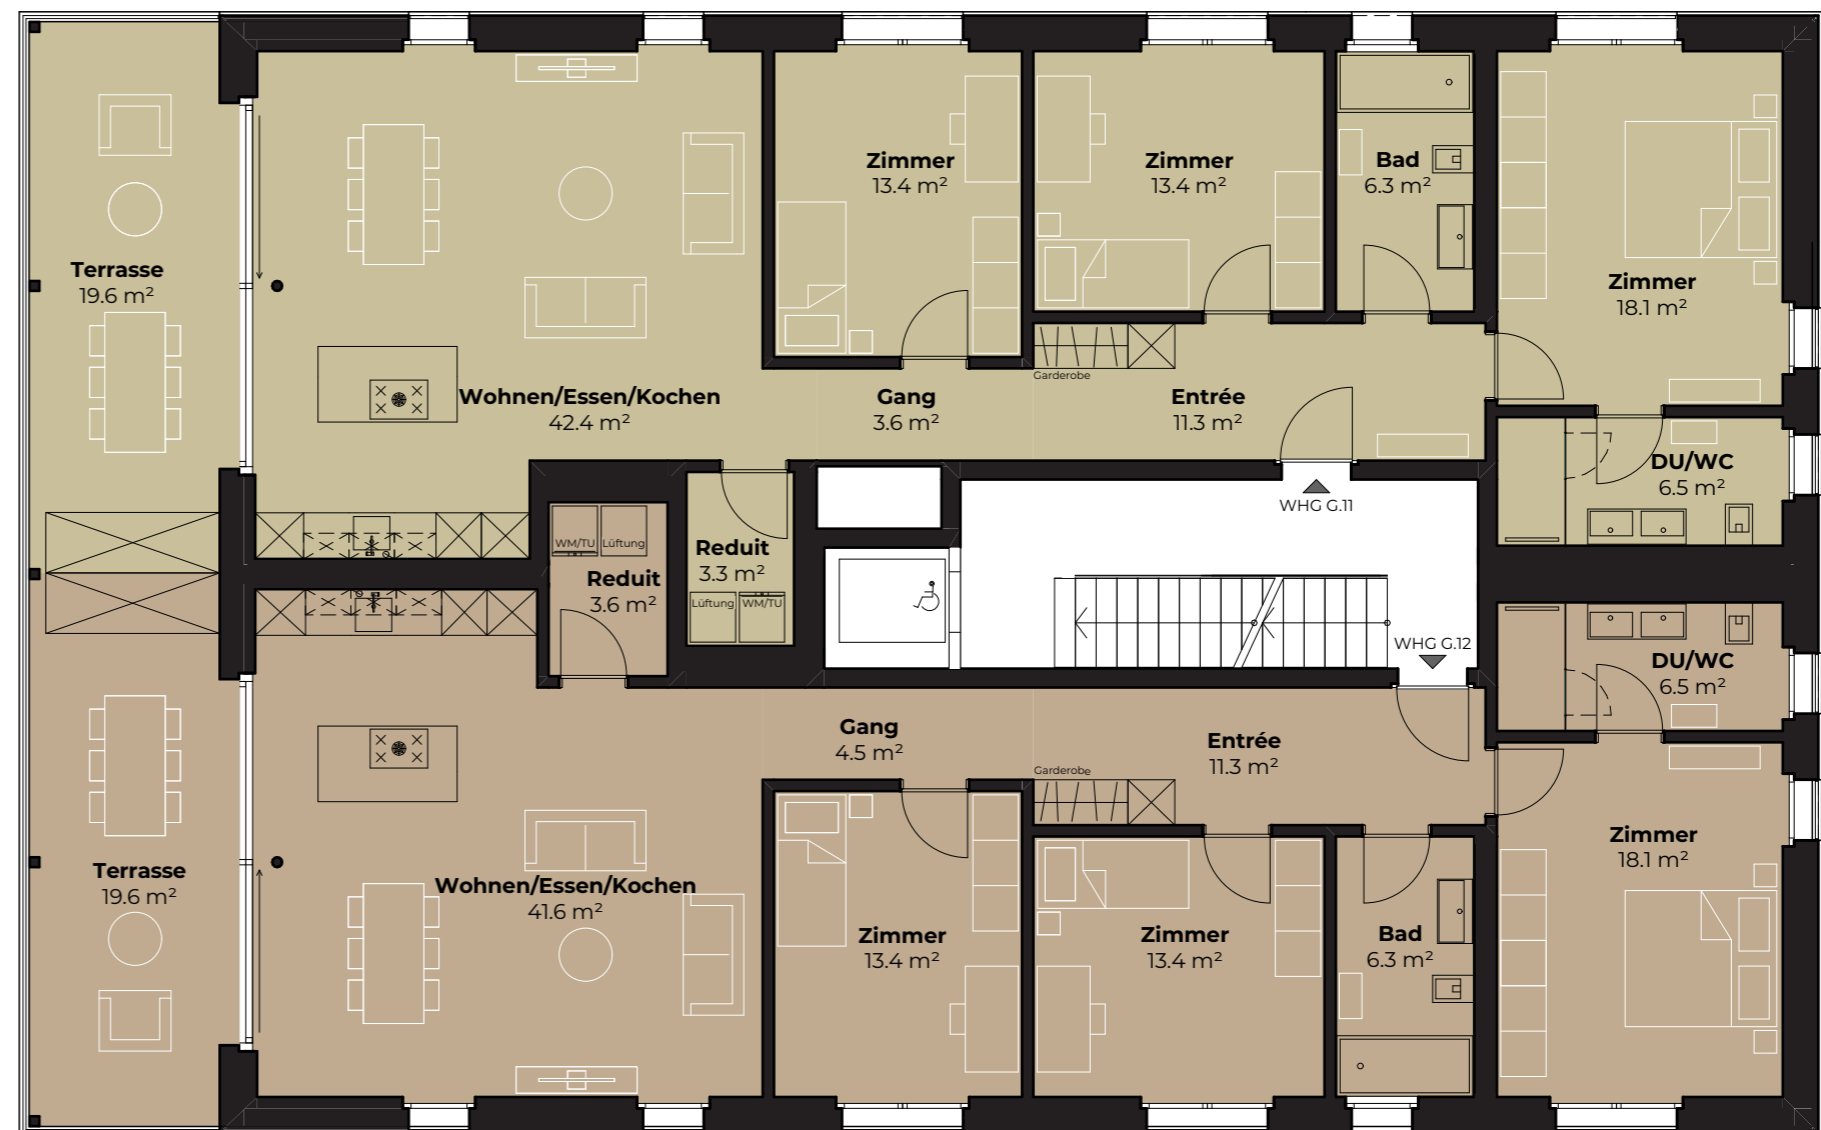 Zimmer
13.4 m²
Zimmer
13.4 m²
Bad
6.3 m²
Terrasse
19.6 m²
Zimmer
18.1 m²
Garderobe
Wohnen/Essen/Kochen
42.4 m²
Gang
3.6 m²
Entrée
11.3 m²
DU/WC
6.5 m²
WHG G.11
WM/TU
Lüftung
Reduit
3.3 m²
Reduit
3.6 m²
Lüftung
WM/TU
WHG G.12
DU/WC
6.5 m²
Gang
4.5 m²
Entrée
11.3 m²
Garderobe
Zimmer
18.1 m²
Terrasse
19.6 m²
Wohnen/Essen/Kochen
41.6 m²
Zimmer
13.4 m²
Zimmer
13.4 m²
Bad
6.3 m²